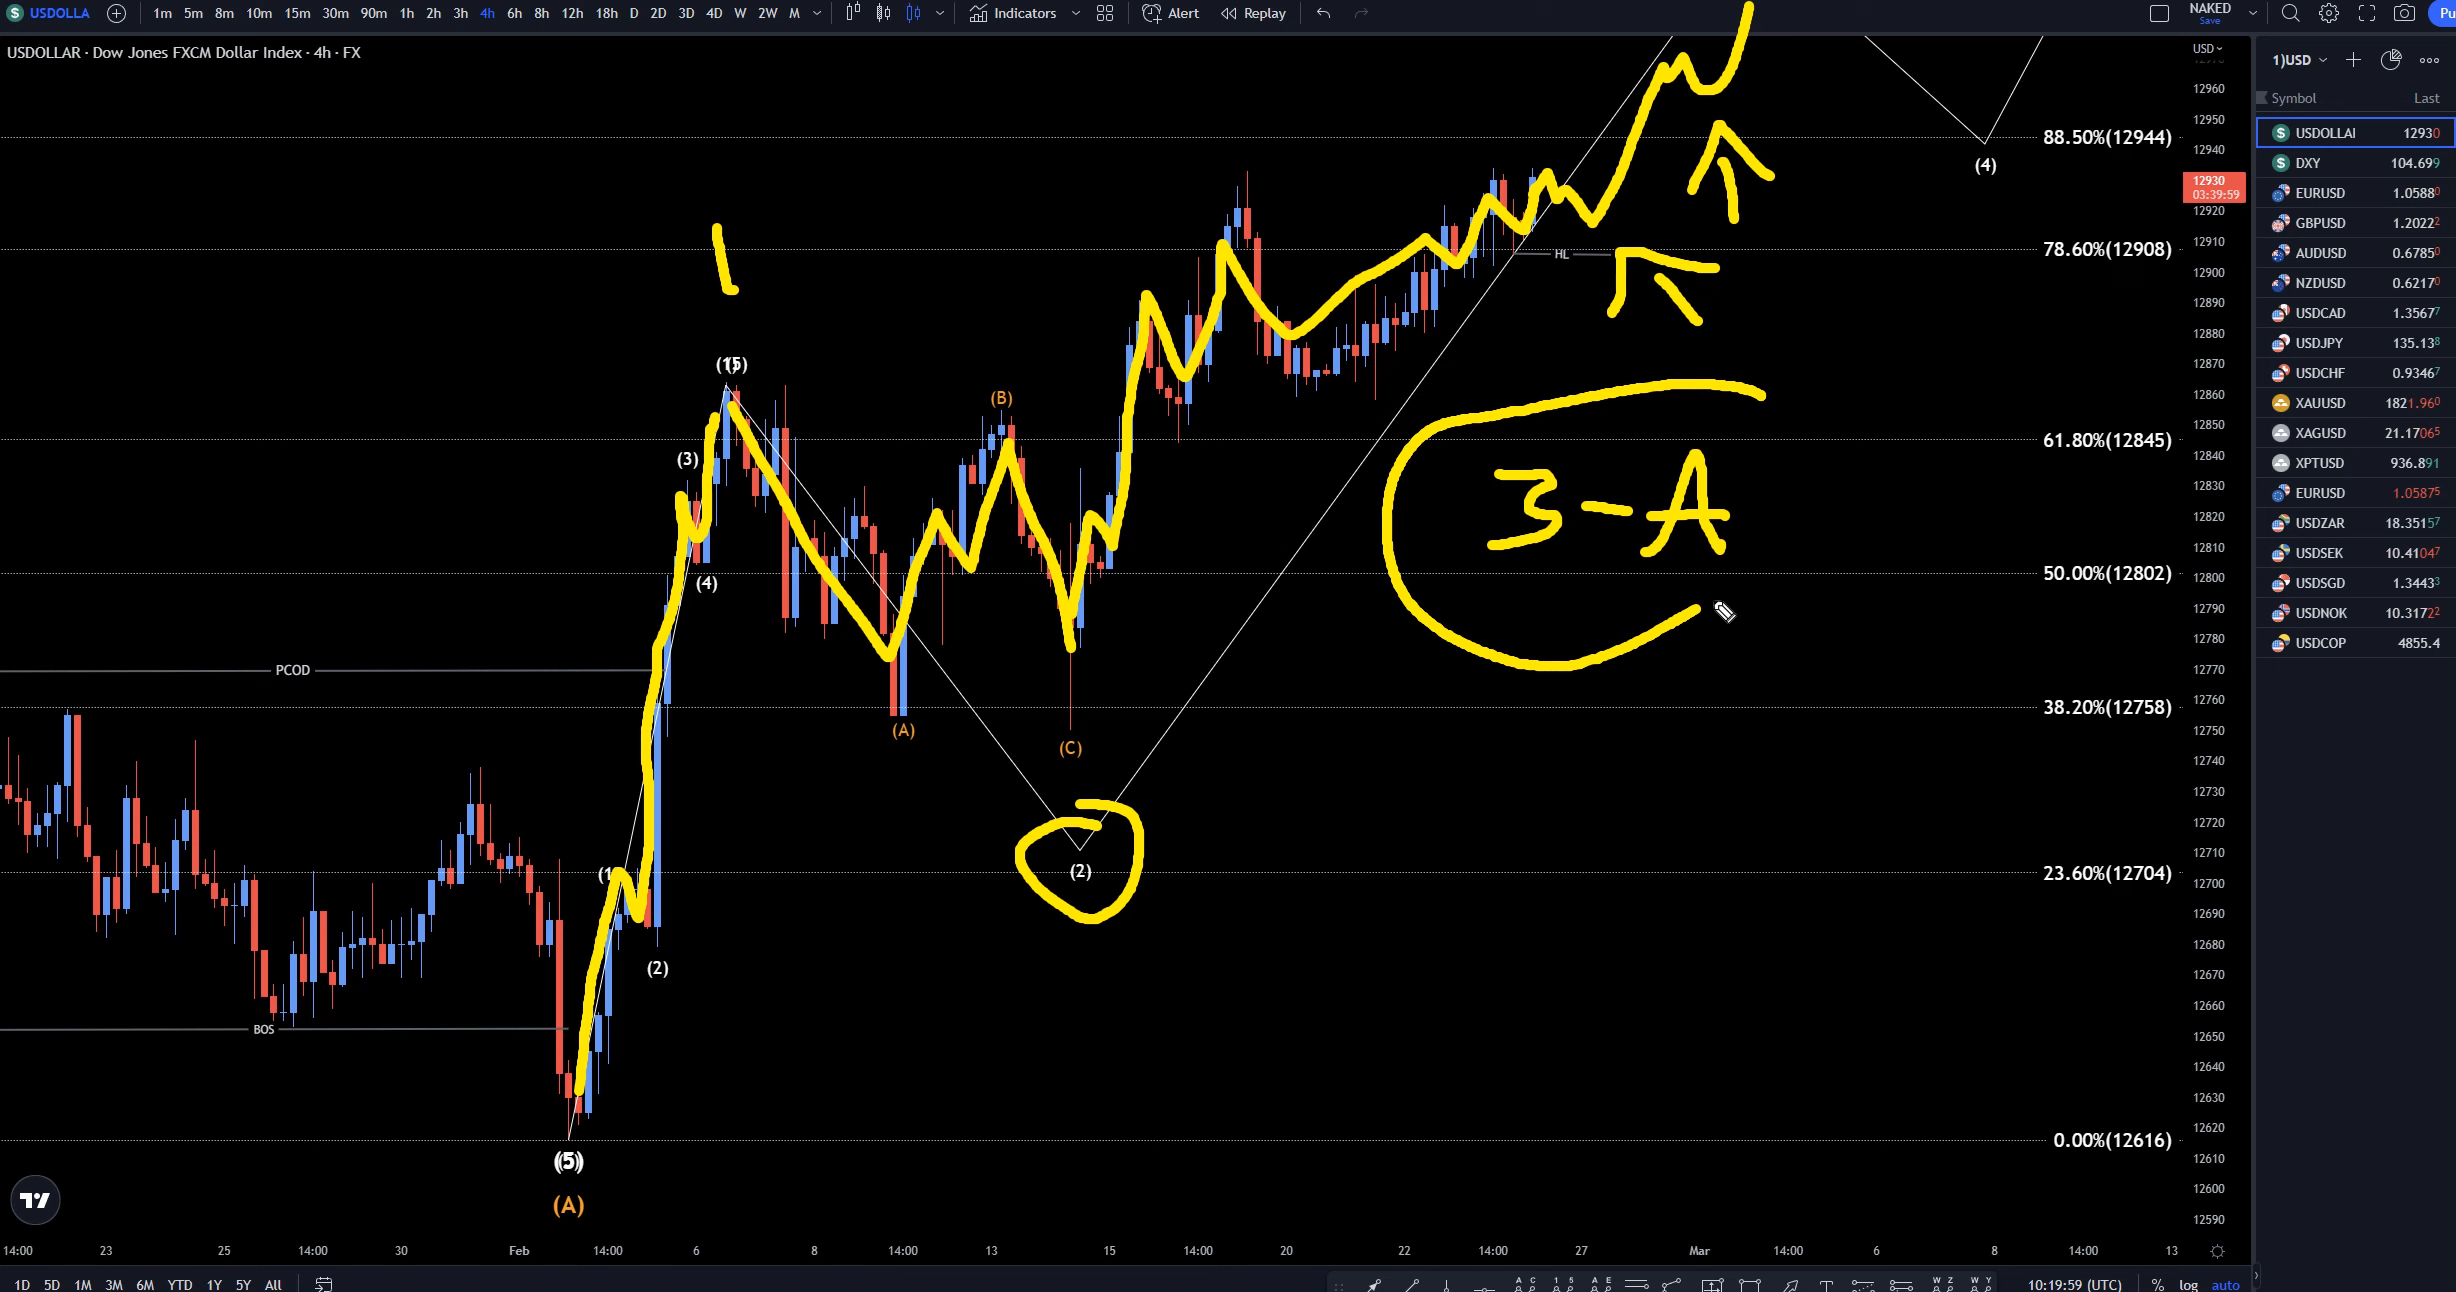 USDOLLA 1m 5m 8m 10m 15m 30m 90m 1h 2h 3h 4h 6h 8h 12h 18h D 2D 3D 4D W 2W M Indicators Alert Replay NAKED Save Pu
USDOLLAR · Dow Jones FXCM Dollar Index · 4h · FX
USD
1)USD
Symbol Last
USDOLLAI 12930
DXY 104.699
EURUSD 1.05880
GBPUSD 1.20222
AUDUSD 0.67850
NZDUSD 0.62170
USDCAD 1.35677
USDJPY 135.138
USDCHF 0.93467
XAUUSD 1821.960
XAGUSD 21.17065
XPTUSD 936.891
EURUSD 1.05875
USDZAR 18.35157
USDSEK 10.41047
USDSGD 1.34433
USDNOK 10.31722
USDCOP 4855.4
12960
12950
12940
12930
03:39:59
12920
12910
12900
12890
12880
12870
12860
12850
12840
12830
12820
12810
12800
12790
12780
12770
12760
12750
12740
12730
12720
12710
12700
12690
12680
12670
12660
12650
12640
12630
12620
12610
12600
12590
88.50%(12944)
(4)
78.60%(12908)
HL
1
(5)
(B)
61.80%(12845)
(3)
3-A
50.00%(12802)
(4)
PCOD
38.20%(12758)
(A)
(C)
(2)
23.60%(12704)
(1
(2)
BOS
0.00%(12616)
(5)
(A)
14:00 23 25 14:00 30 Feb 14:00 6 8 14:00 13 15 14:00 20 22 14:00 27 Mar 14:00 6 8 14:00 13
1D 5D 1M 3M 6M YTD 1Y 5Y All 10:19:59 (UTC) % log auto